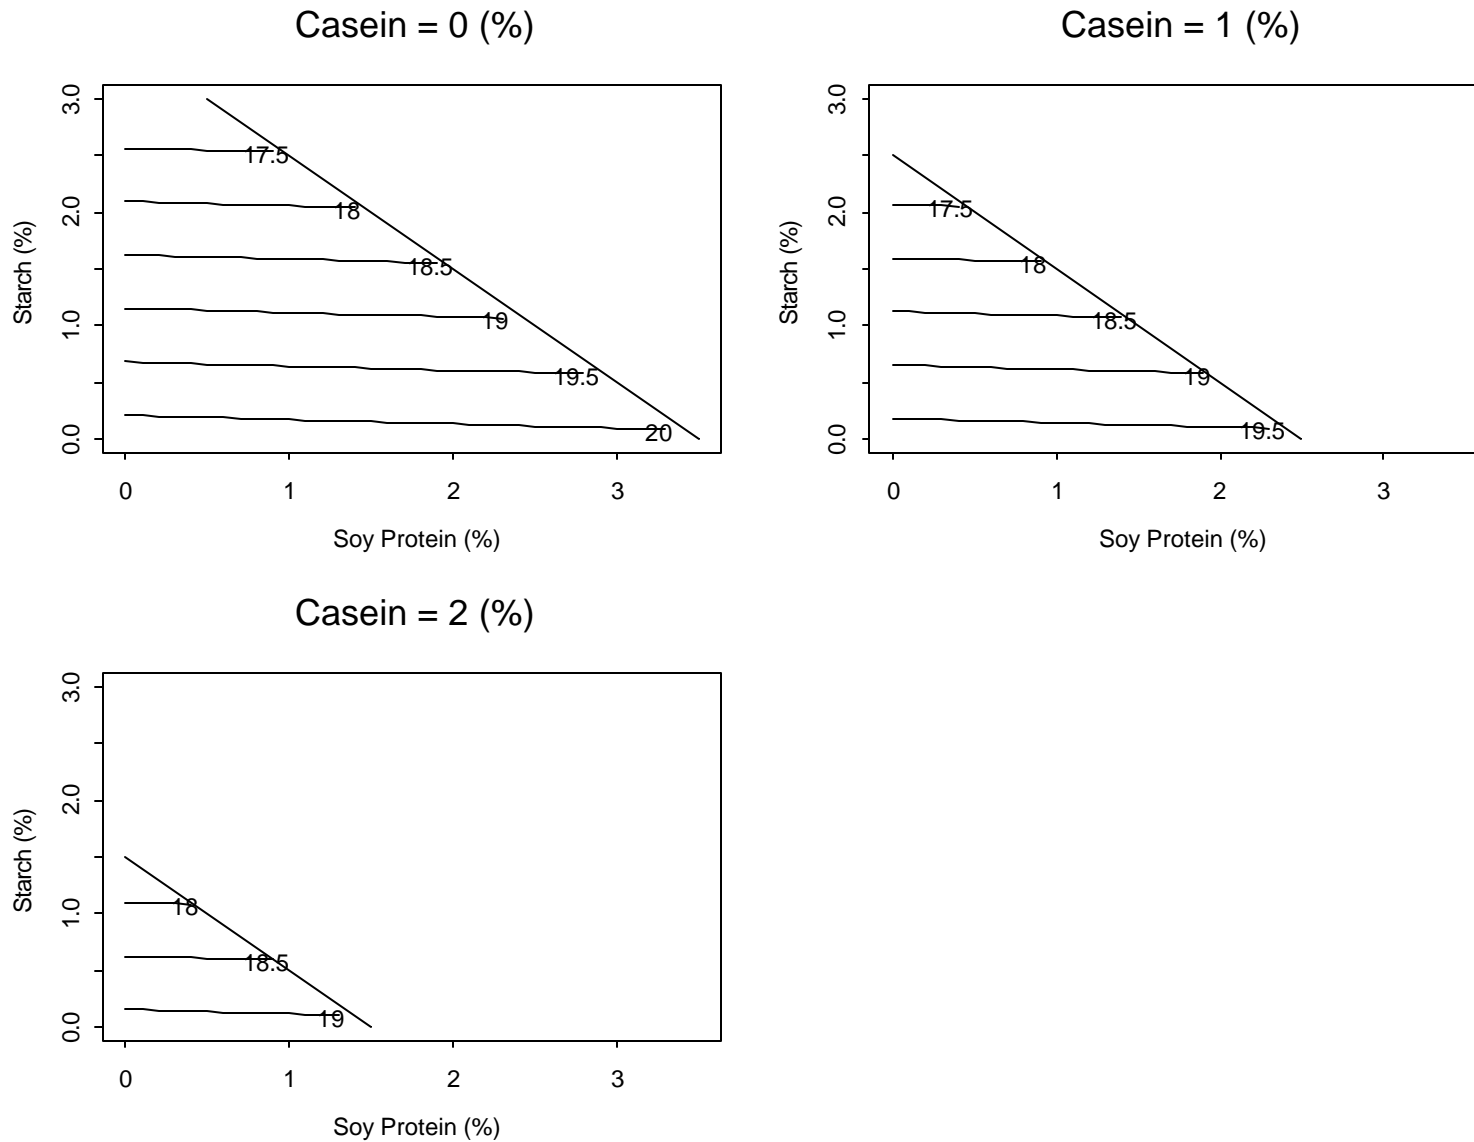 Casein = 0 (%)
3.0
2.0
1.0
0.0
Starch (%)
17.5
18
18.5
19
19.5
20
0 1 2 3
Soy Protein (%)
Casein = 1 (%)
3.0
2.0
1.0
0.0
Starch (%)
17.5
18
18.5
19
19.5
0 1 2 3
Soy Protein (%)
Casein = 2 (%)
3.0
2.0
1.0
0.0
Starch (%)
18
18.5
19
0 1 2 3
Soy Protein (%)